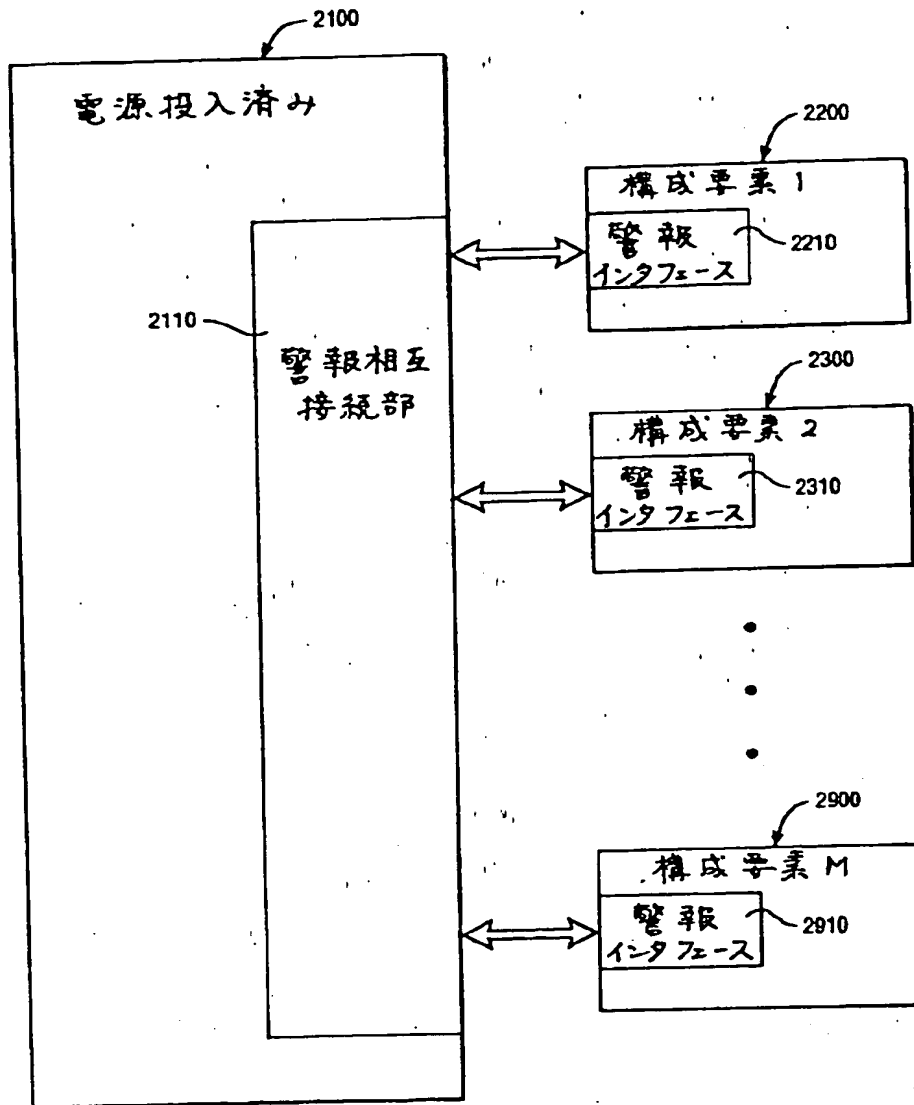 2100
電源投入済み
2200
構成要素1
警報
インタフェース
2210
2110
警報相互
接続部
2300
構成要素2
警報
インタフェース
2310
2900
構成要素M
警報
インタフェース
2910